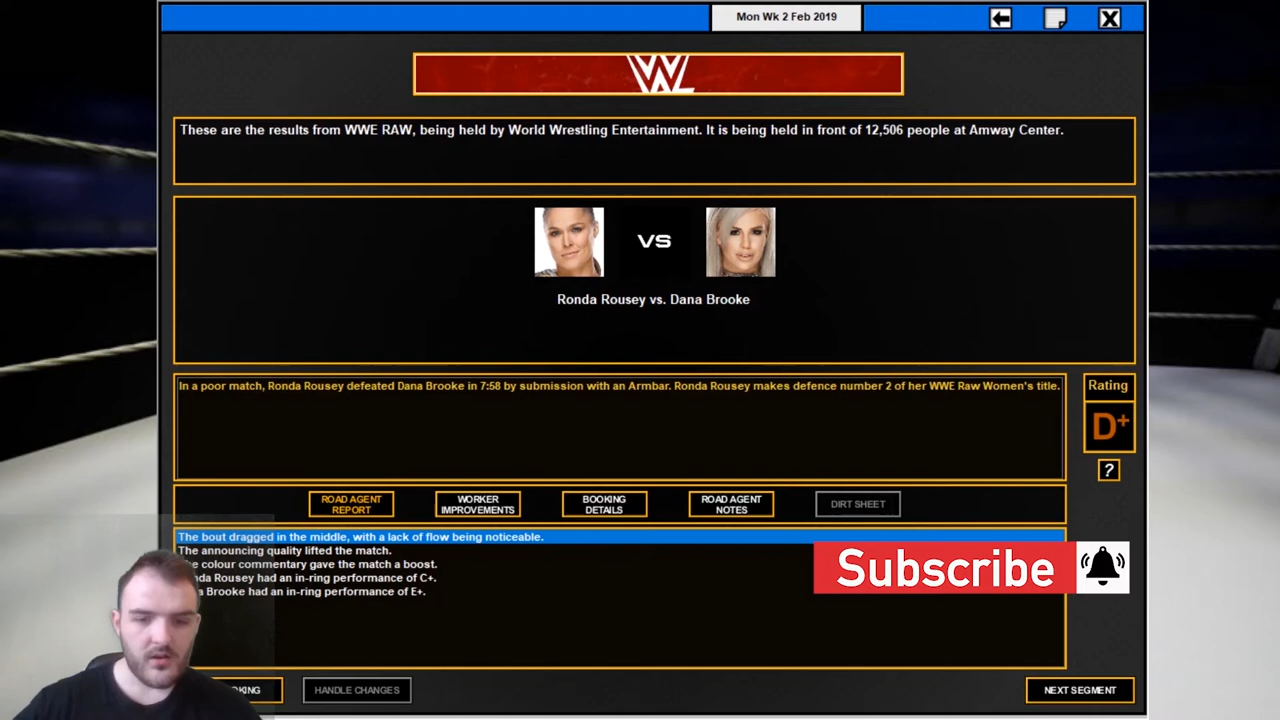 Mon Wk 2 Feb 2019
These are the results from WWE RAW, being held by World Wrestling Entertainment. It is being held in front of 12,506 people at Amway Center.
VS
Ronda Rousey vs. Dana Brooke
In a poor match, Ronda Rousey defeated Dana Brooke in 7:58 by submission with an Armbar. Ronda Rousey makes defence number 2 of her WWE Raw Women's title.
Rating
D+
?
ROAD AGENT REPORT
WORKER IMPROVEMENTS
BOOKING DETAILS
ROAD AGENT NOTES
DIRT SHEET
The bout dragged in the middle, with a lack of flow being noticeable.
The announcing quality lifted the match.
colour commentary gave the match a boost.
Rousey had an in-ring performance of C+.
Brooke had an in-ring performance of E+.
Subscribe
HANDLE CHANGES
NEXT SEGMENT